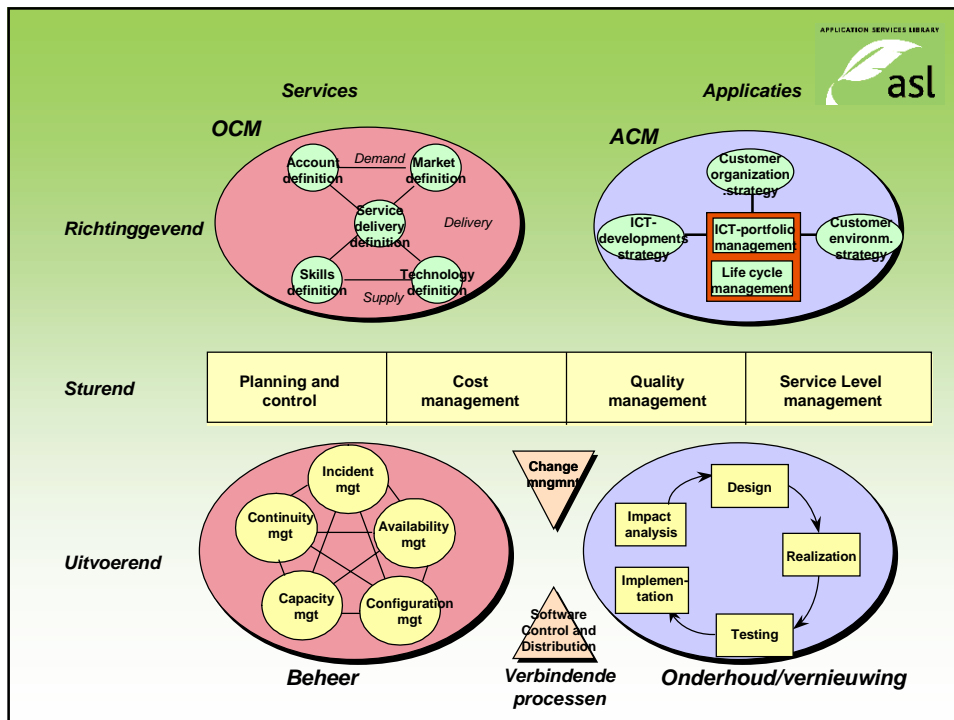 APPLICATION SERVICES LIBRARY
asl
Services
Applicaties
OCM
Account
definition
Demand
Market
definition
Service
delivery
definition
Delivery
Skills
definition
Supply
Technology
definition
ACM
Customer
organization
.strategy
ICT-
developments
strategy
ICT-portfolio
management
Life cycle
management
Customer
environm.
strategy
Richtinggevend
Sturend
Planning and
control
Cost
management
Quality
management
Service Level
management
Uitvoerend
Incident
mgt
Continuity
mgt
Availability
mgt
Capacity
mgt
Configuration
mgt
Beheer
Change
mngmnt
Software
Control and
Distribution
Verbindende
processen
Design
Impact
analysis
Realization
Implemen-
tation
Testing
Onderhoud/vernieuwing